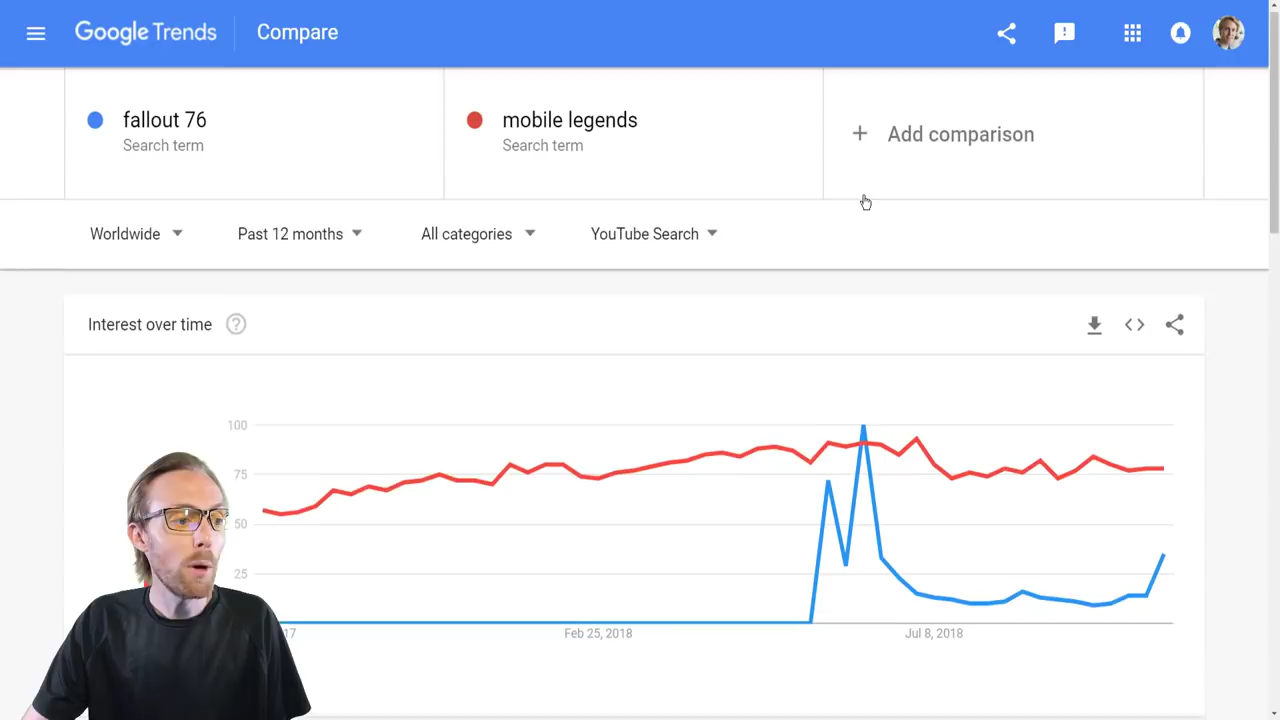 Google Trends
Compare
fallout 76
Search term
mobile legends
Search term
+ Add comparison
Worldwide
Past 12 months
All categories
YouTube Search
Interest over time
100
75
50
25
17
Feb 25, 2018
Jul 8, 2018